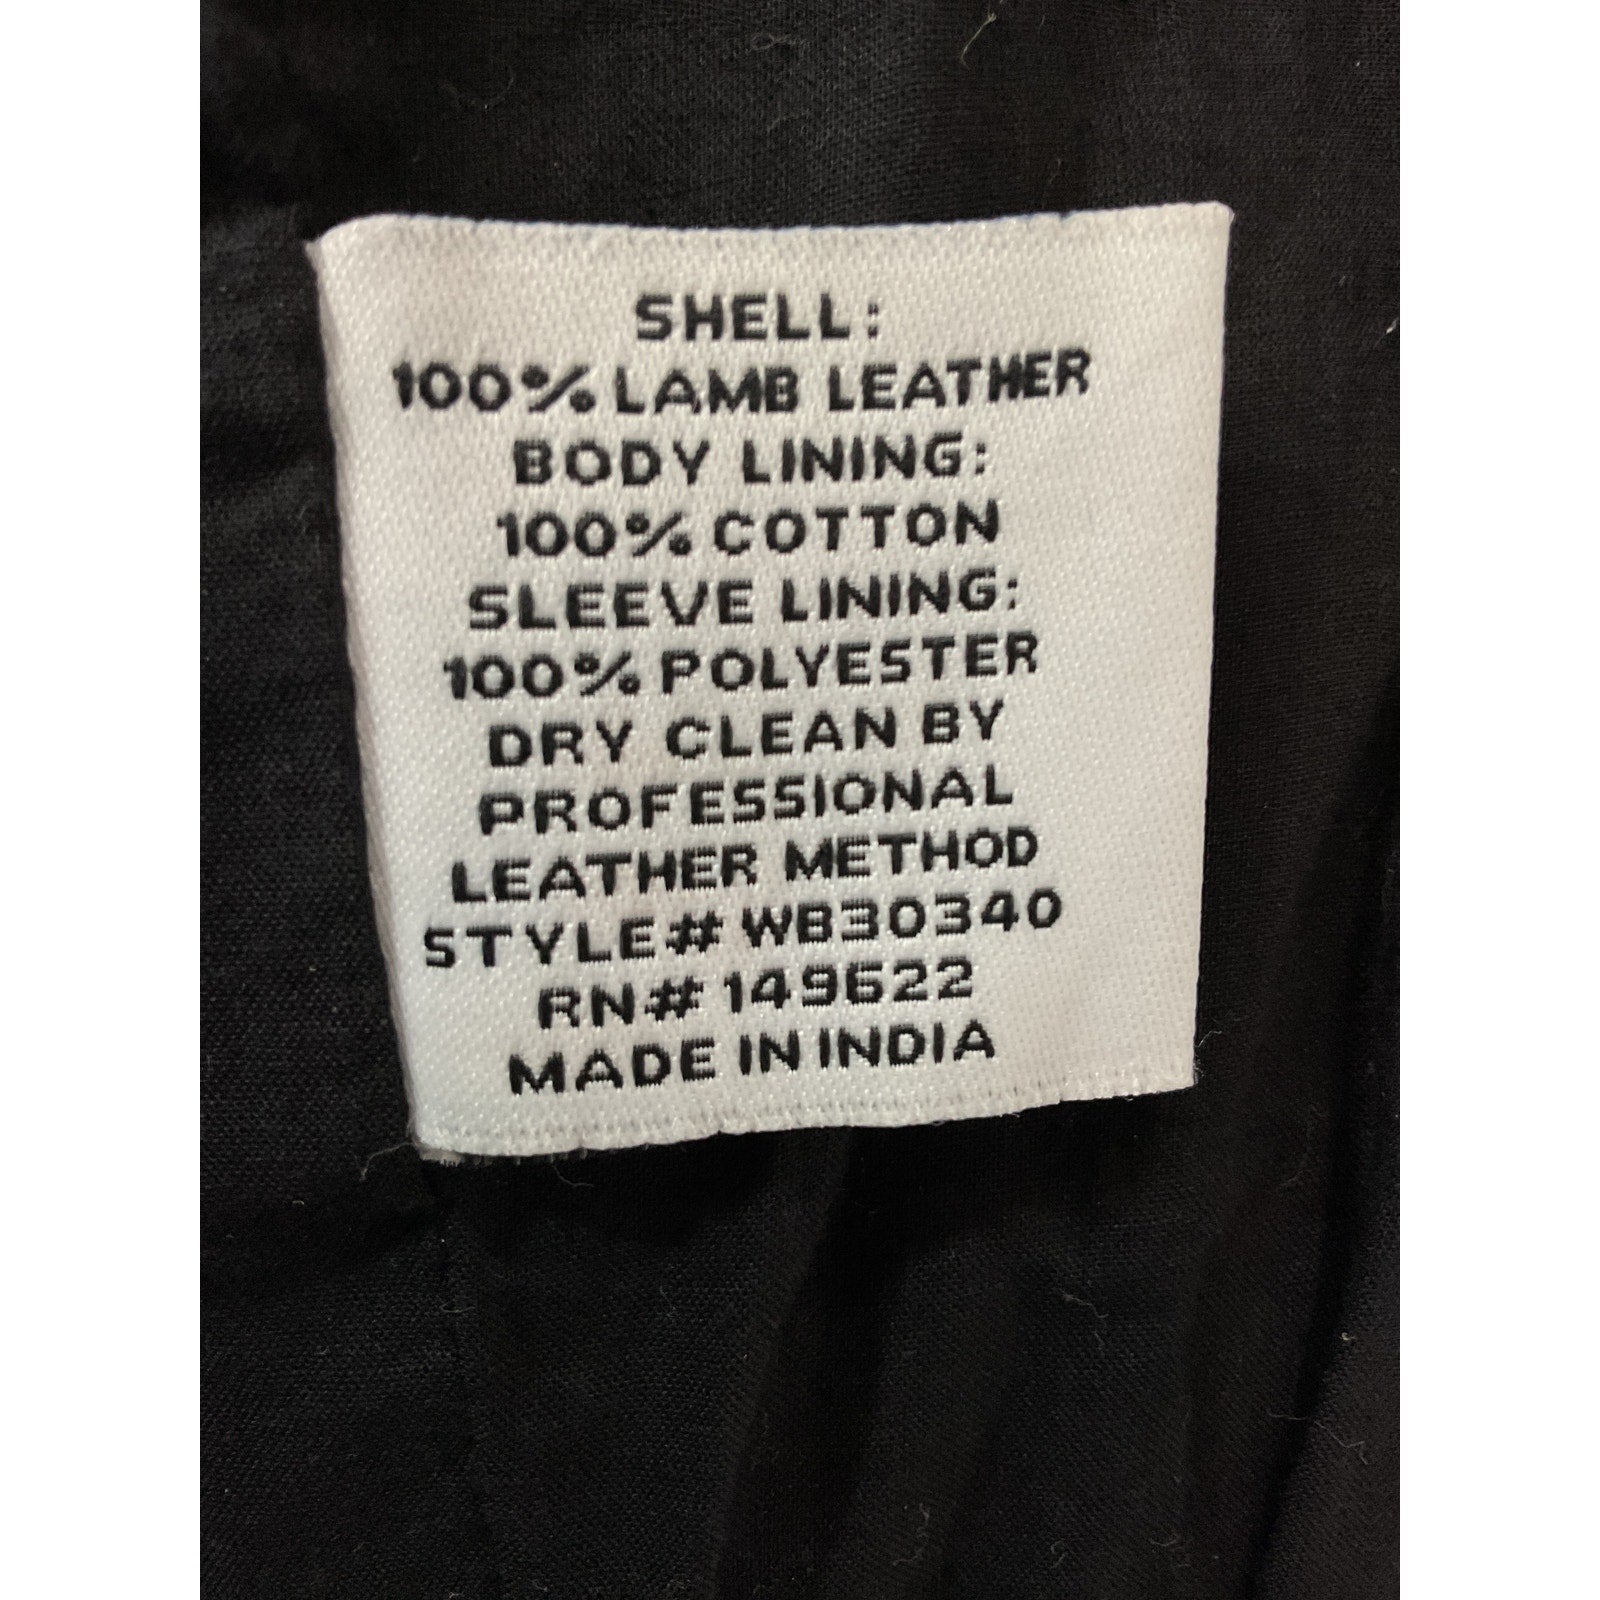 SHELL:
100% LAMB LEATHER
BODY LINING:
100% COTTON
SLEEVE LINING:
100% POLYESTER
DRY CLEAN BY
PROFESSIONAL
LEATHER METHOD
STYLE# WB30340
RN# 149622
MADE IN INDIA